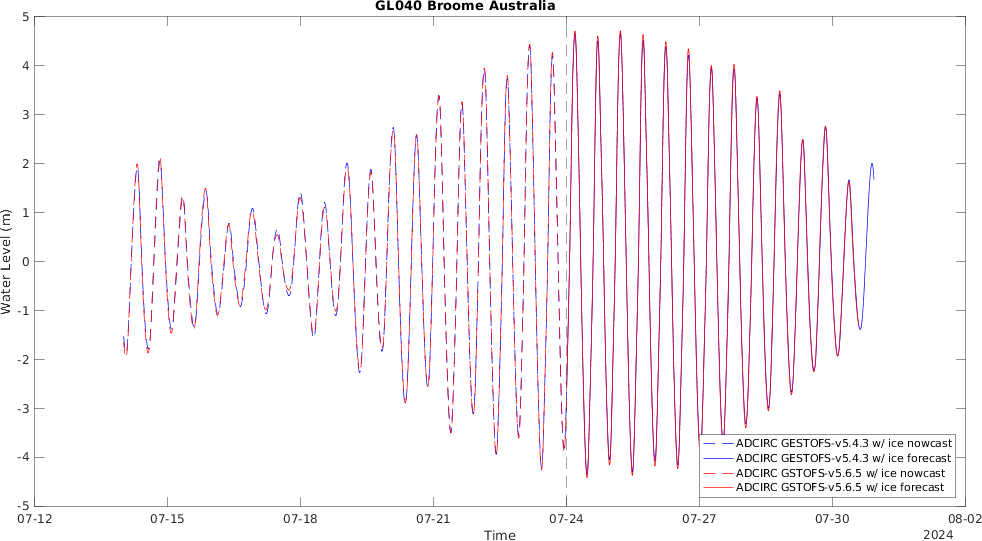 GL040 Broome Australia
5
4
3
2
1
0
-1
-2
-3
-4
-5
Water Level (m)
ADCIRC GESTOFS-v5.4.3 w/ ice nowcast
ADCIRC GESTOFS-v5.4.3 w/ ice forecast
ADCIRC GSTOFS-v5.6.5 w/ ice nowcast
ADCIRC GSTOFS-v5.6.5 w/ ice forecast
07-12 07-15 07-18 07-21 07-24 07-27 07-30 08-02
Time
2024